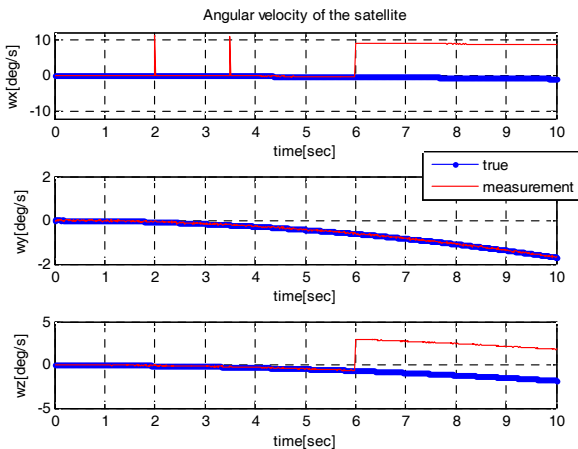 Angular velocity of the satellite
10
0
-10
wx[deg/s]
0 1 2 3 4 5 6 7 8 9 10
time[sec]
true
measurement
2
0
-2
wy[deg/s]
0 1 2 3 4 5 6 7 8 9 10
time[sec]
5
0
-5
wz[deg/s]
0 1 2 3 4 5 6 7 8 9 10
time[sec]